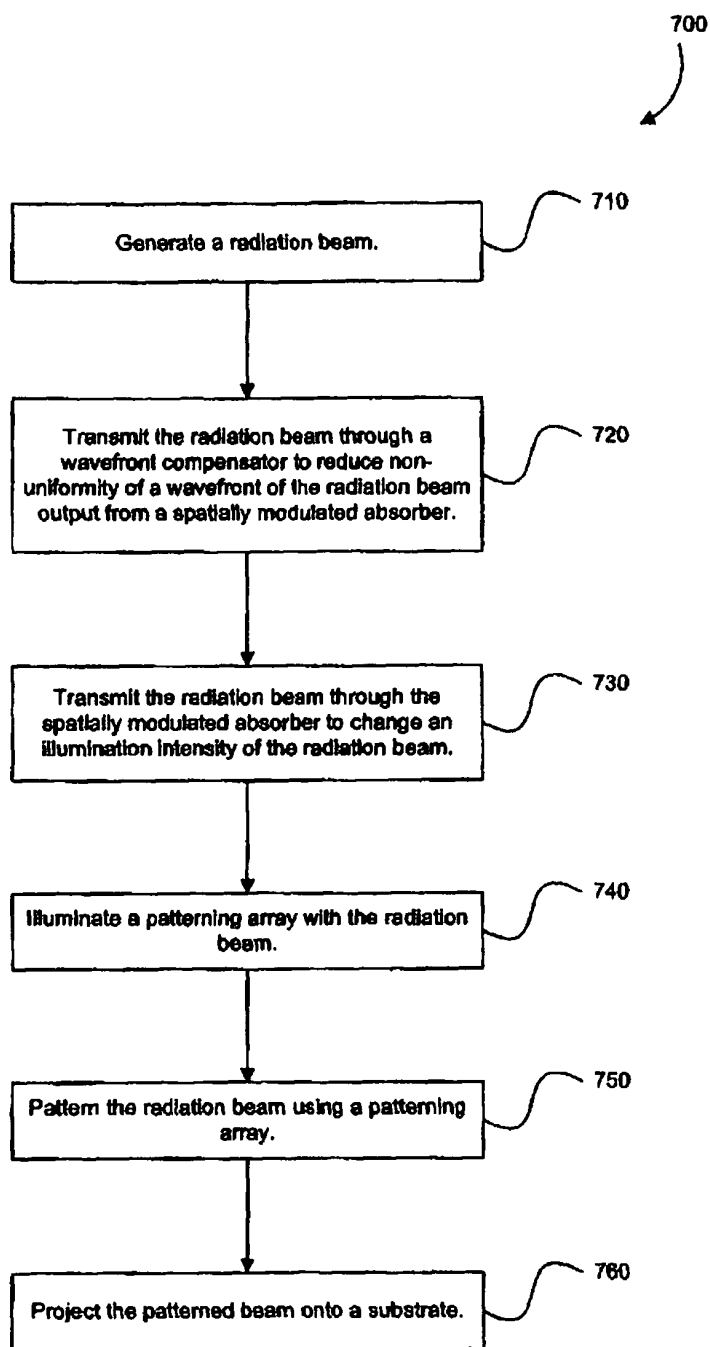 700
710
Generate a radiation beam.
720
Transmit the radiation beam through a
wavefront compensator to reduce non-
uniformity of a wavefront of the radiation beam
output from a spatially modulated absorber.
730
Transmit the radiation beam through the
spatially modulated absorber to change an
illumination intensity of the radiation beam.
740
Illuminate a patterning array with the radiation
beam.
750
Pattern the radiation beam using a patterning
array.
760
Project the patterned beam onto a substrate.